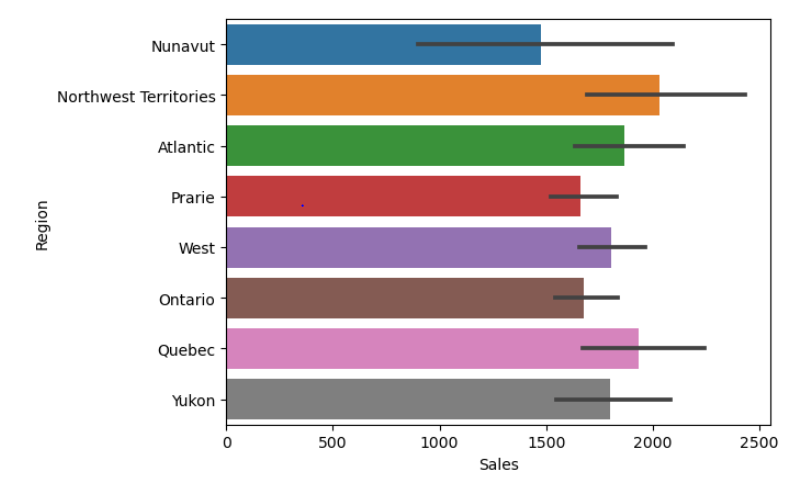 Nunavut
Northwest Territories
Atlantic
Prarie
West
Ontario
Quebec
Yukon
Region
0 500 1000 1500 2000 2500
Sales